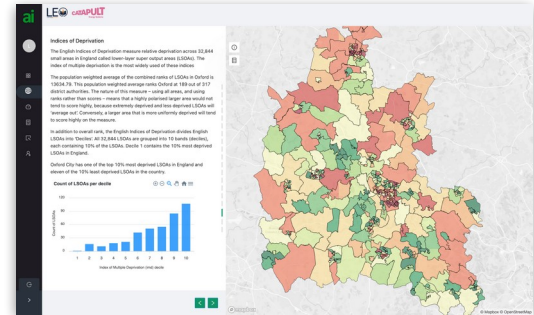 ai
LEO CATAPULT
Indices of Deprivation
The English Indices of Deprivation measure relative deprivation across 32,844
small areas in England called lower-layer super output areas (LSOAs). The
index of multiple deprivation is the most widely used of these indices
The population weighted average of the combined ranks of LSOAs in Oxford is
13034.79. This population weighted average ranks Oxford at 189 out of 317
district authorities. The nature of this measure – using all areas, and using
ranks rather than scores – means that a highly polarised larger area would not
tend to score highly, because extremely deprived and less deprived LSOAs will
'average out'. Conversely, a larger area that is more uniformly deprived will tend
to score highly on the measure.
In addition to overall rank, the English Indices of Deprivation divides English
LSOAs into 'Deciles'. All 32,844 LSOAs are grouped into 10 bands (deciles),
each containing 10% of the LSOAs. Decile 1 contains the 10% most deprived
LSOAs in England.
Oxford City has one of the top 10% most deprived LSOAs in England and
eleven of the 10% least deprived LSOAs in the country.
Count of LSOAs per decile
120
90
60
30
0
Count of LSOAs
1 2 3 4 5 6 7 8 9 10
Index of Multiple Deprivation (imd) decile
mapbox
© Mapbox © OpenStreetMap